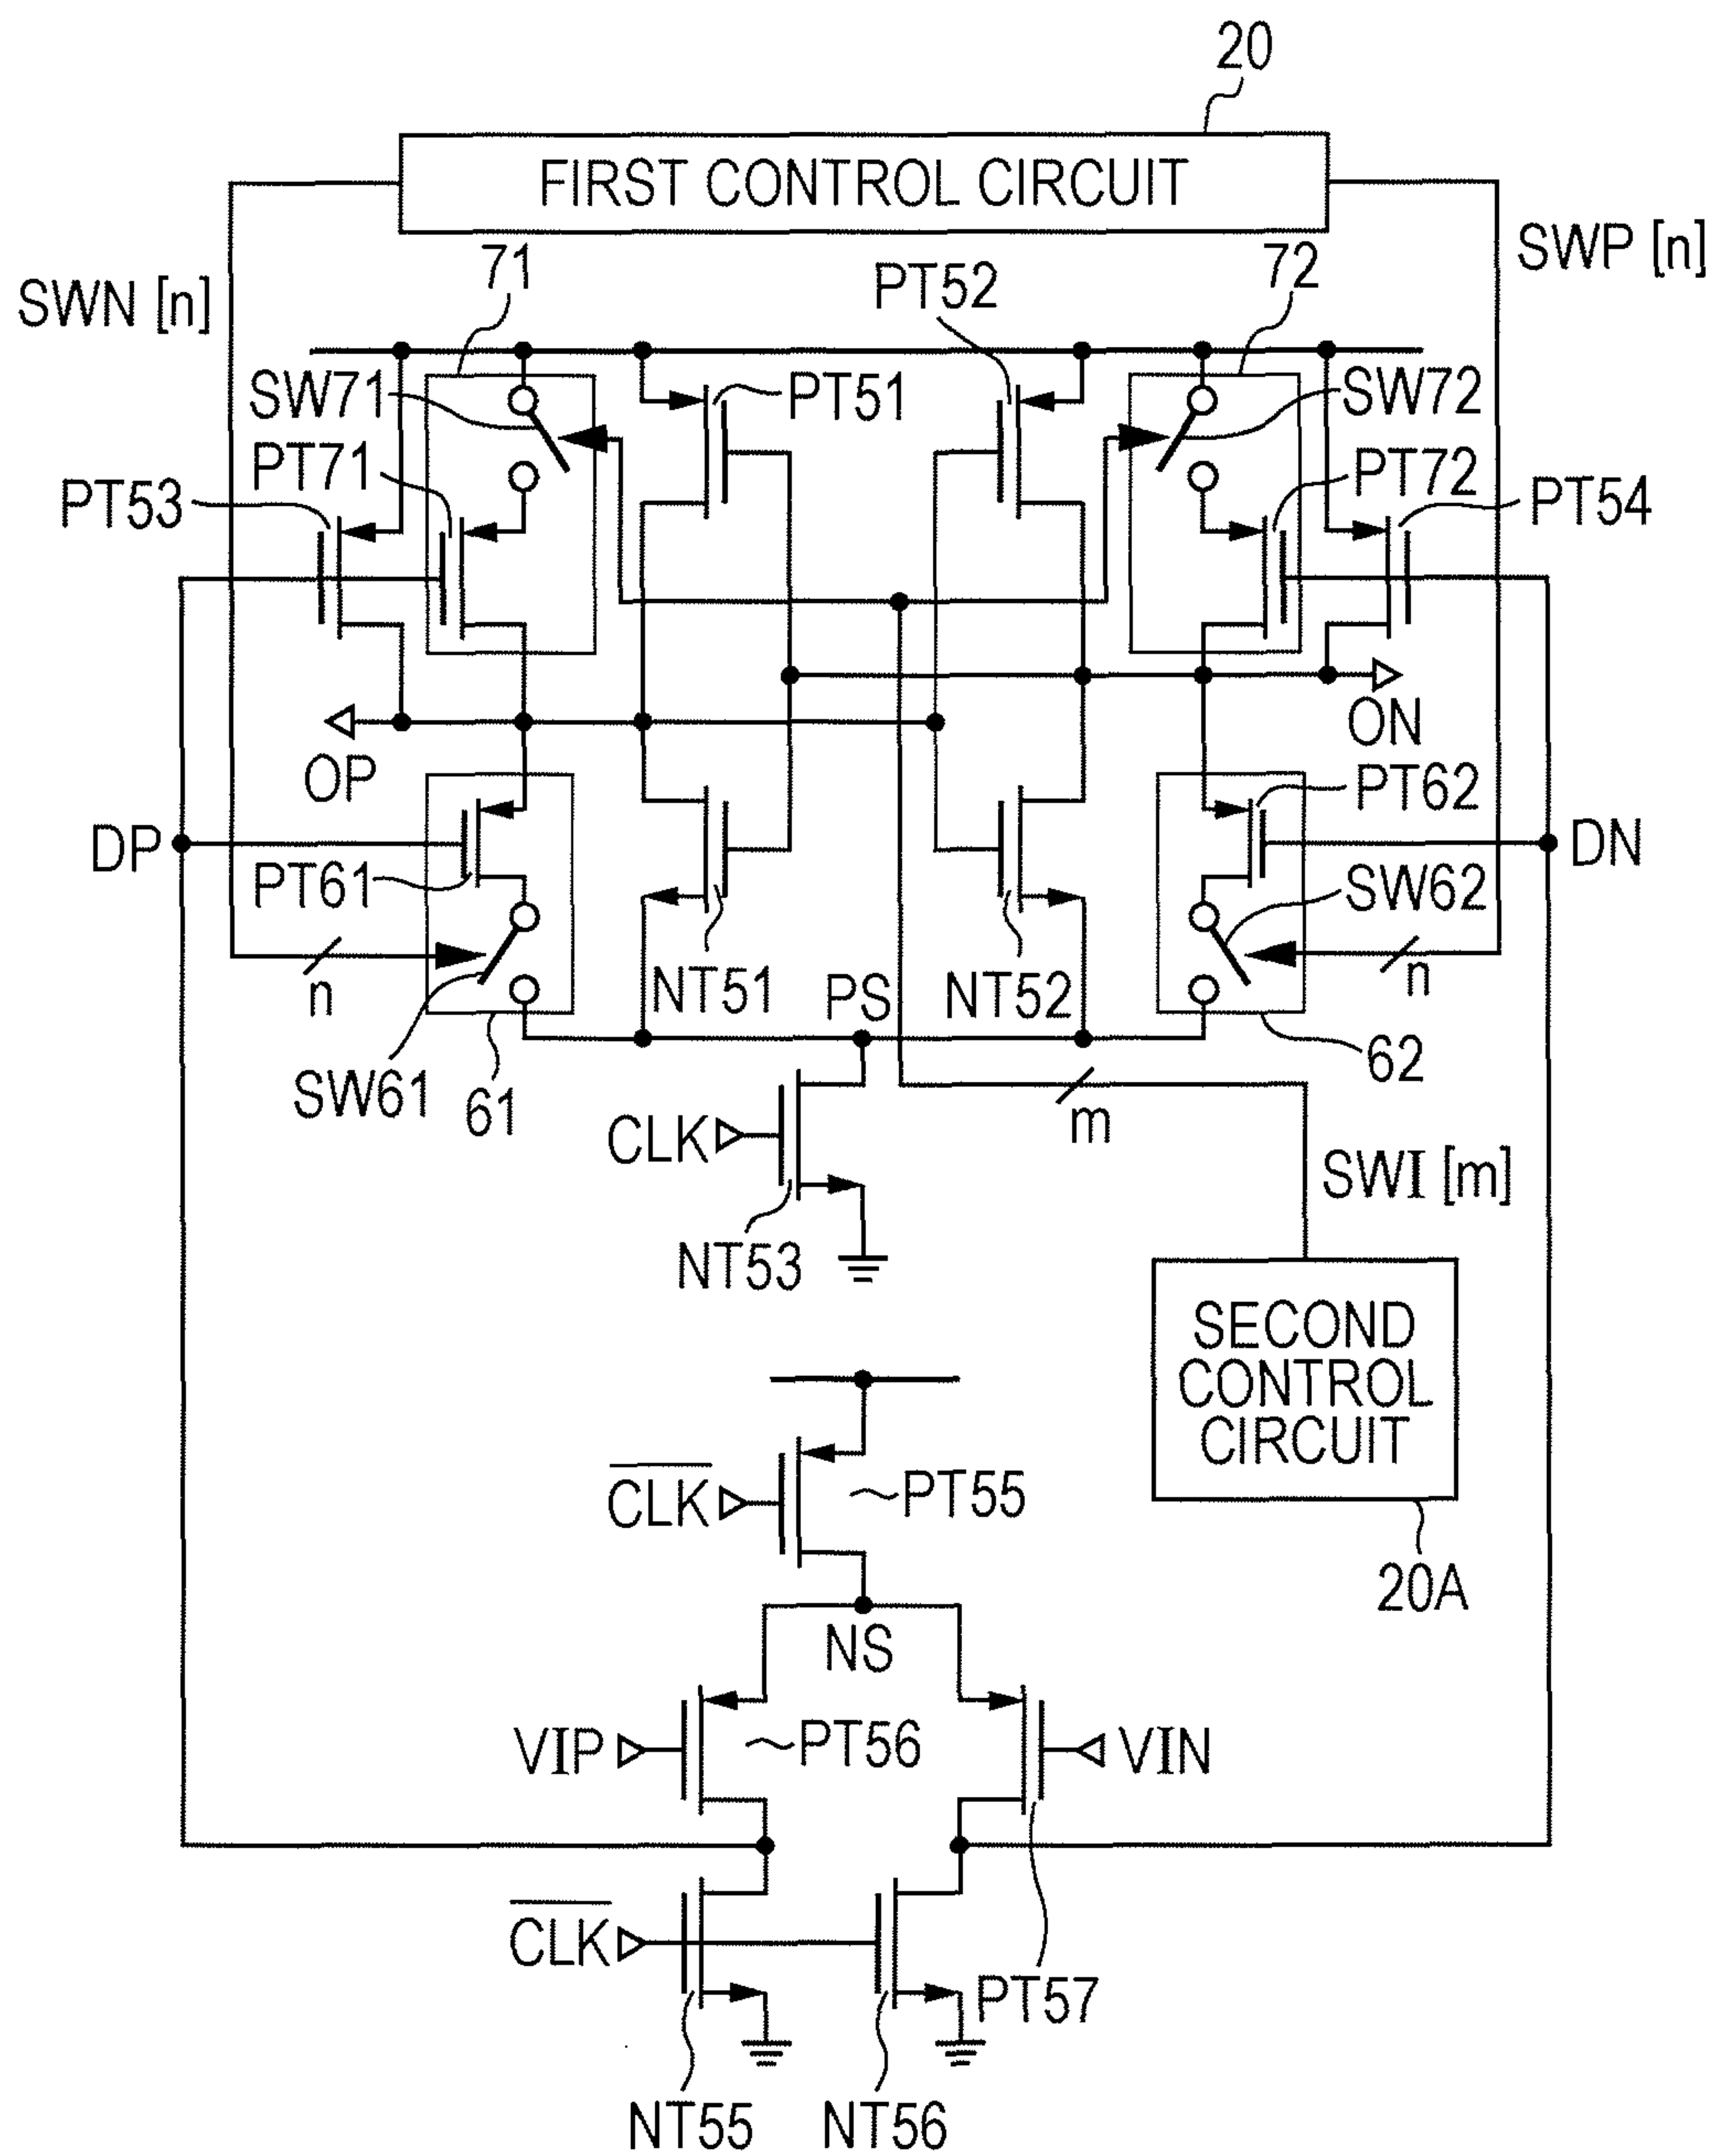 20
FIRST CONTROL CIRCUIT
SWN [n]
SWP [n]
71
PT52
72
SW71
PT51
SW72
PT71
PT72
PT53
PT54
OP
ON
PT62
DP
DN
PT61
SW62
n
NT51
PS
NT52
n
SW61
61
62
CLK
m
SWI [m]
NT53
SECOND
CONTROL
CIRCUIT
CLK
PT55
20A
NS
VIP
PT56
VIN
CLK
PT57
NT55
NT56